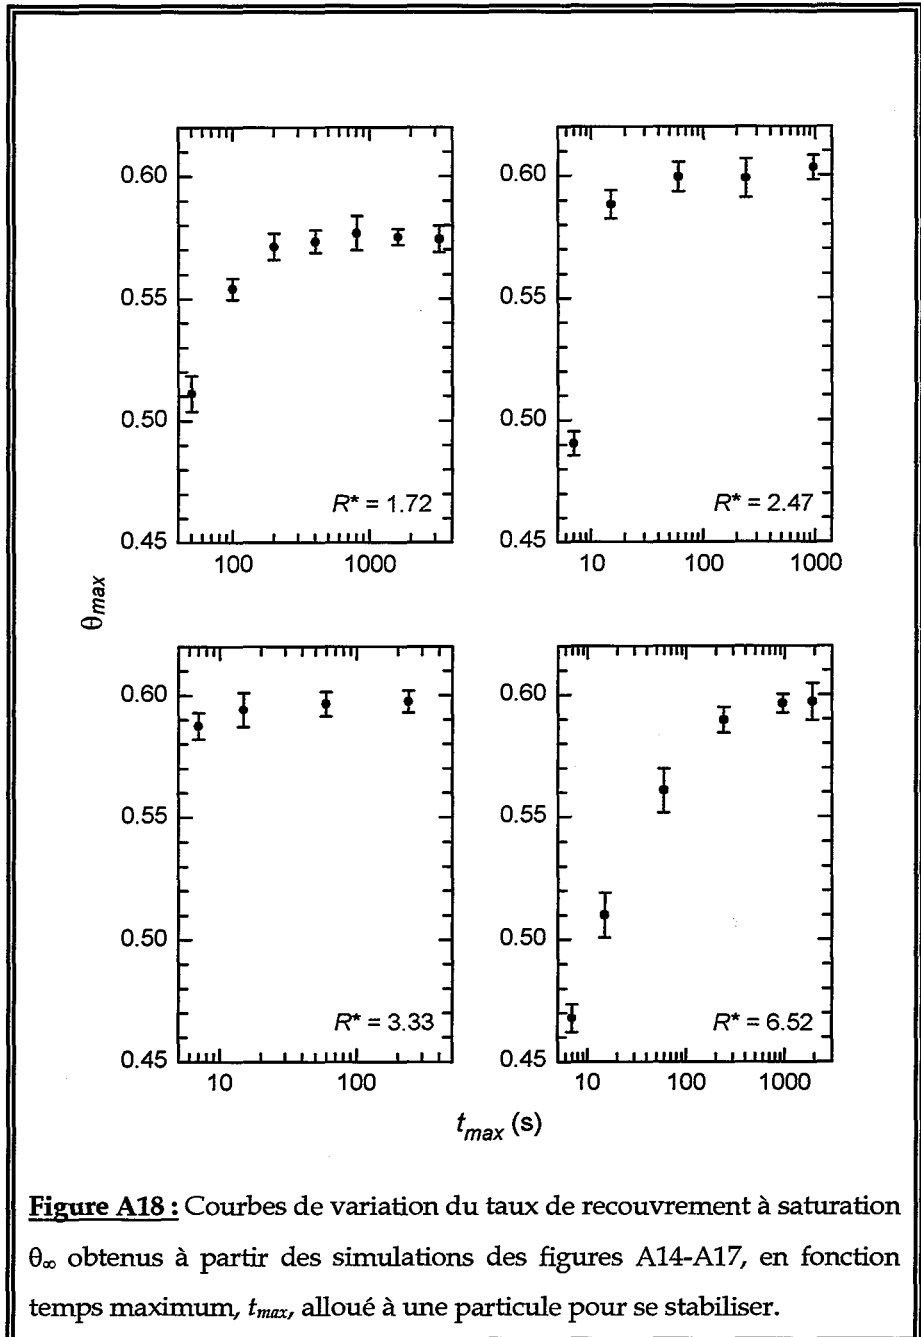 0.60
0.55
0.50
0.45
100
1000
R* = 1.72
0.60
0.55
0.50
0.45
10
100
1000
R* = 2.47
θmax
0.60
0.55
0.50
0.45
10
100
R* = 3.33
0.60
0.55
0.50
0.45
10
100
1000
R* = 6.52
tmax (s)
Figure A18 : Courbes de variation du taux de recouvrement à saturation
θ∞ obtenus à partir des simulations des figures A14-A17, en fonction
temps maximum, tmax, alloué à une particule pour se stabiliser.